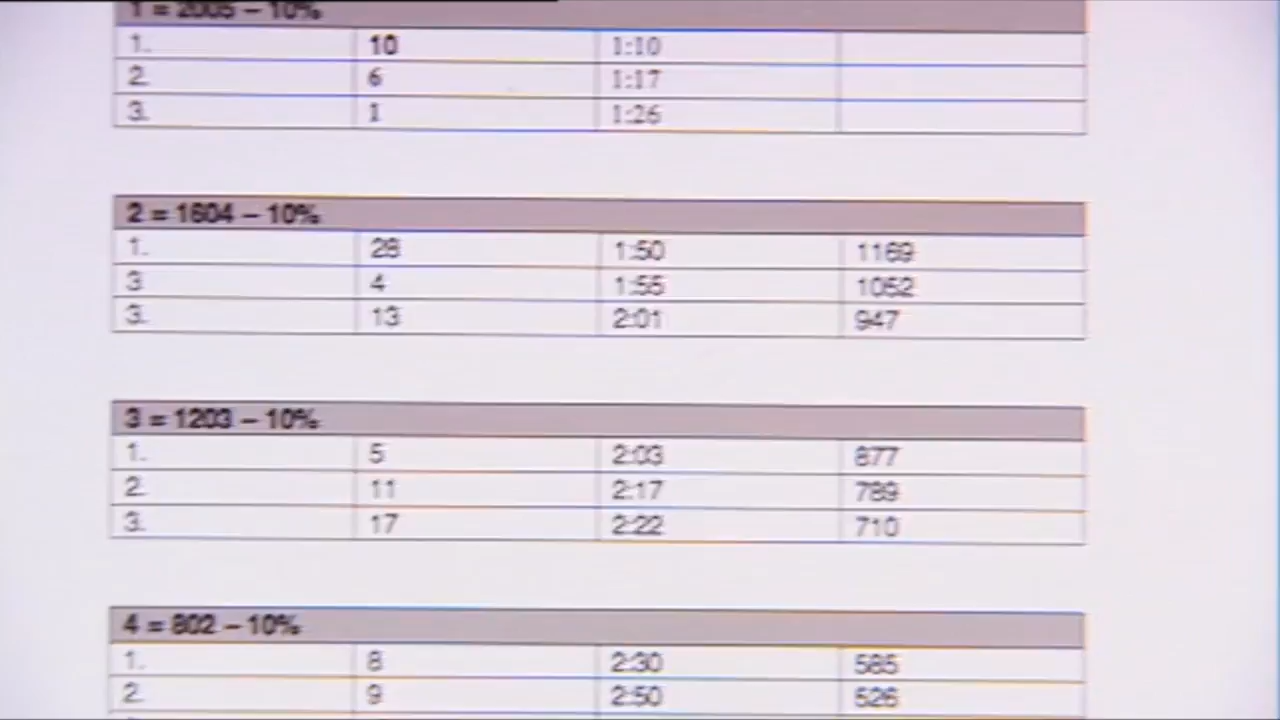 1 = 2005 – 10%
1. 10 1:10
2. 6 1:17
3. 1 1:26
2 = 1604 – 10%
1. 28 1:50 1169
3 4 1:55 1052
3. 13 2:01 947
3 = 1203 – 10%
1. 5 2:03 877
2. 11 2:17 789
3. 17 2:22 710
4 = 802 – 10%
1. 8 2:30 585
2. 9 2:50 526